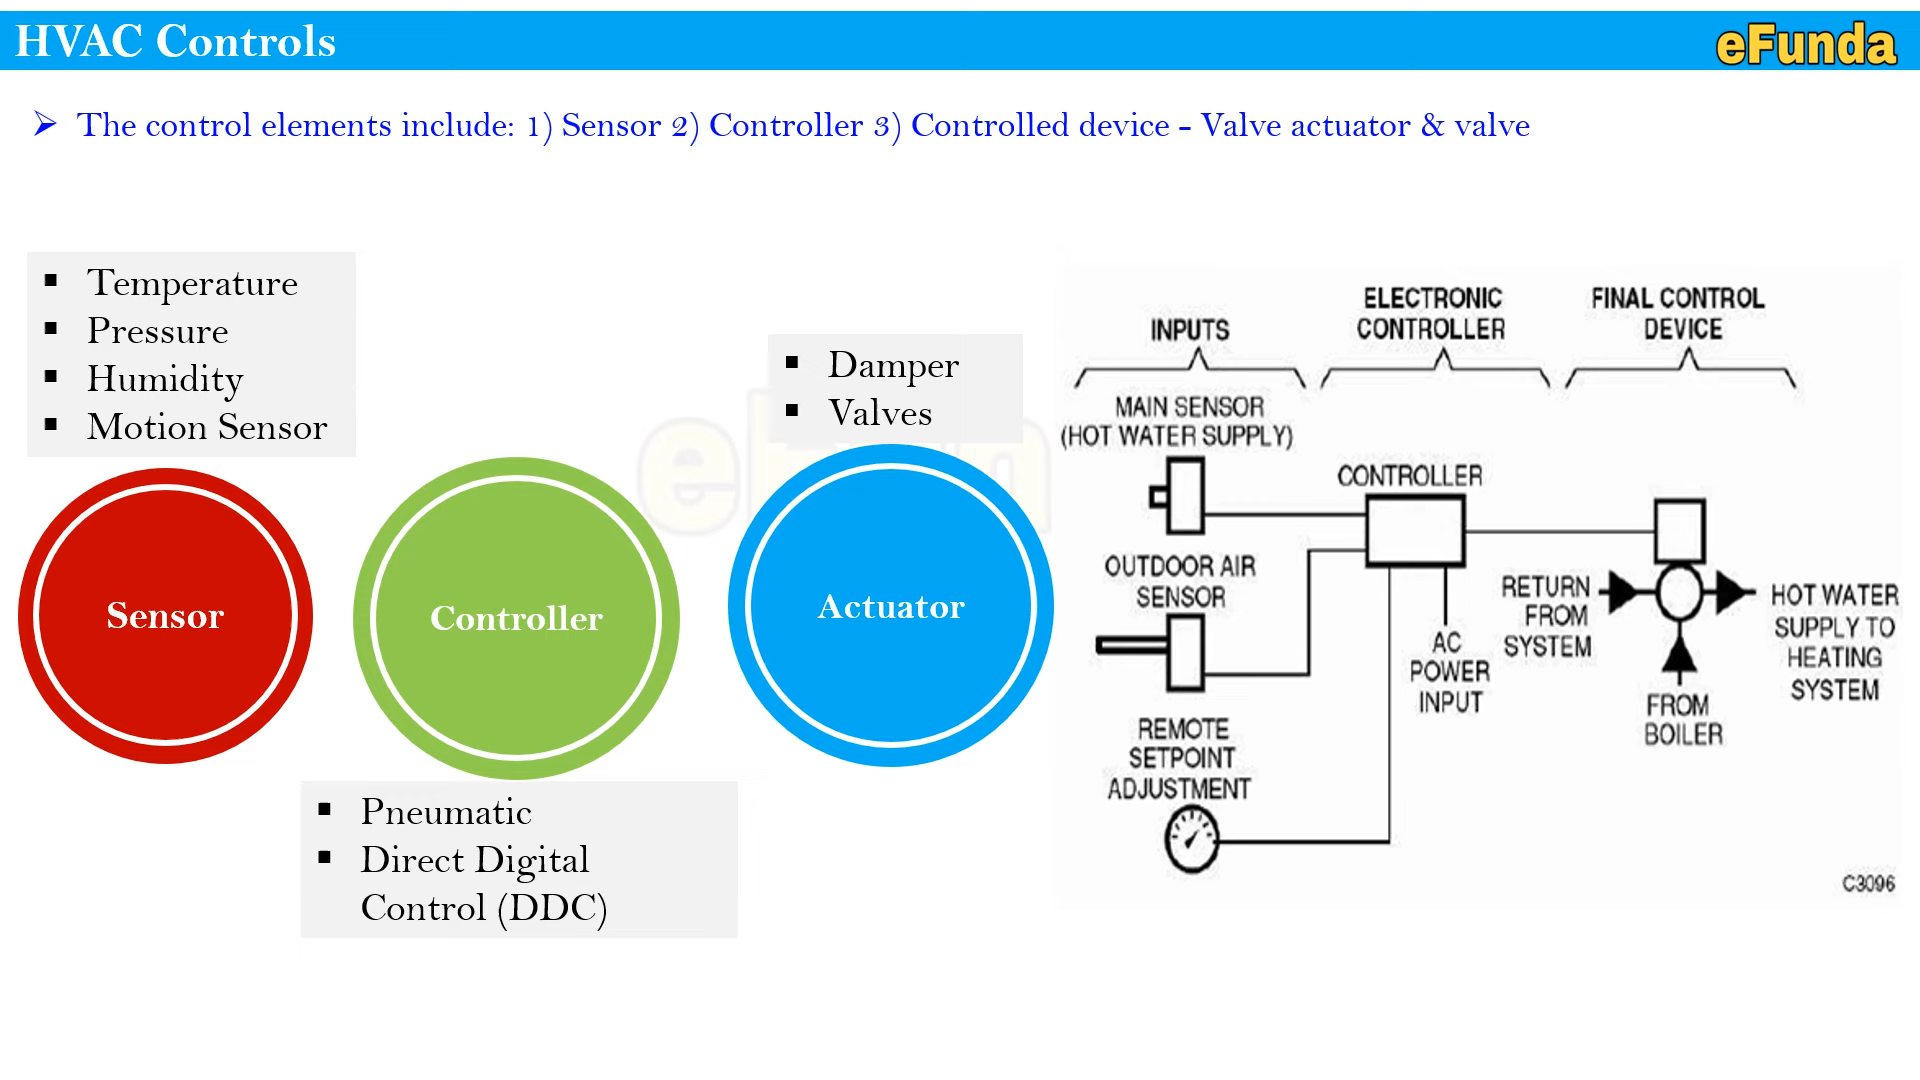 HVAC Controls
eFunda
The control elements include: 1) Sensor 2) Controller 3) Controlled device - Valve actuator & valve
Temperature
Pressure
Humidity
Motion Sensor
Sensor
Controller
Pneumatic
Direct Digital
Control (DDC)
Damper
Valves
Actuator
INPUTS
ELECTRONIC
CONTROLLER
FINAL CONTROL
DEVICE
MAIN SENSOR
(HOT WATER SUPPLY)
CONTROLLER
OUTDOOR AIR
SENSOR
REMOTE
SETPOINT
ADJUSTMENT
AC
POWER
INPUT
RETURN
FROM
SYSTEM
FROM
BOILER
HOT WATER
SUPPLY TO
HEATING
SYSTEM
C3096